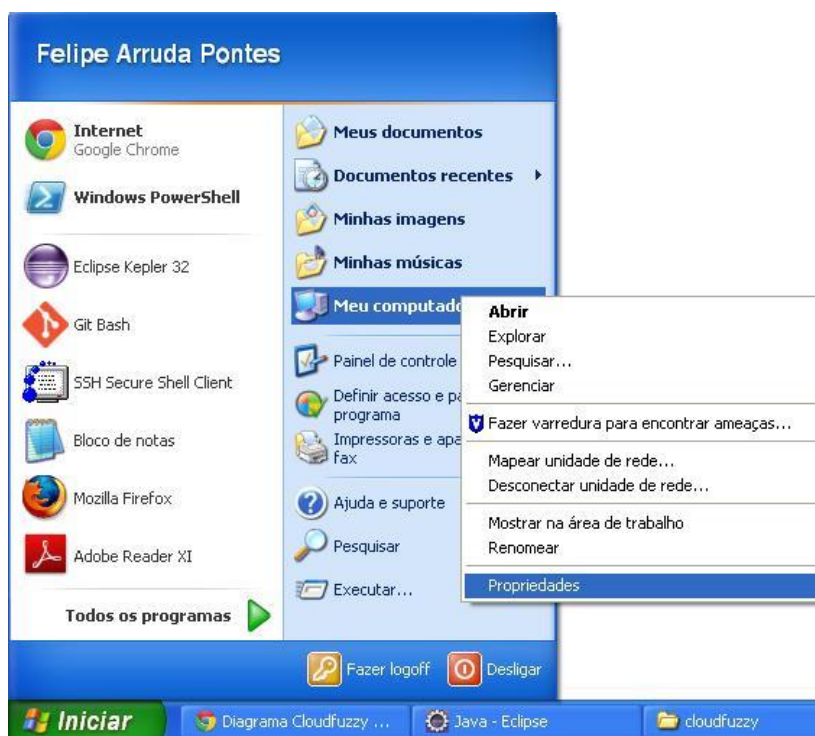 Felipe Arruda Pontes
Internet
Google Chrome
Windows PowerShell
Eclipse Kepler 32
Git Bash
SSH Secure Shell Client
Bloco de notas
Mozilla Firefox
Adobe Reader XI
Todos os programas
Meus documentos
Documentos recentes
Minhas imagens
Minhas músicas
Meu computado
Painel de controle
Definir acesso e pa
programa
Impressoras e apa
fax
Ajuda e suporte
Pesquisar
Executar...
Abrir
Explorar
Pesquisar...
Gerenciar
Fazer varredura para encontrar ameaças...
Mapear unidade de rede...
Desconectar unidade de rede...
Mostrar na área de trabalho
Renomear
Propriedades
Fazer logoff
Desligar
Iniciar
Diagrama Cloudfuzzy ...
Java - Eclipse
cloudfuzzy